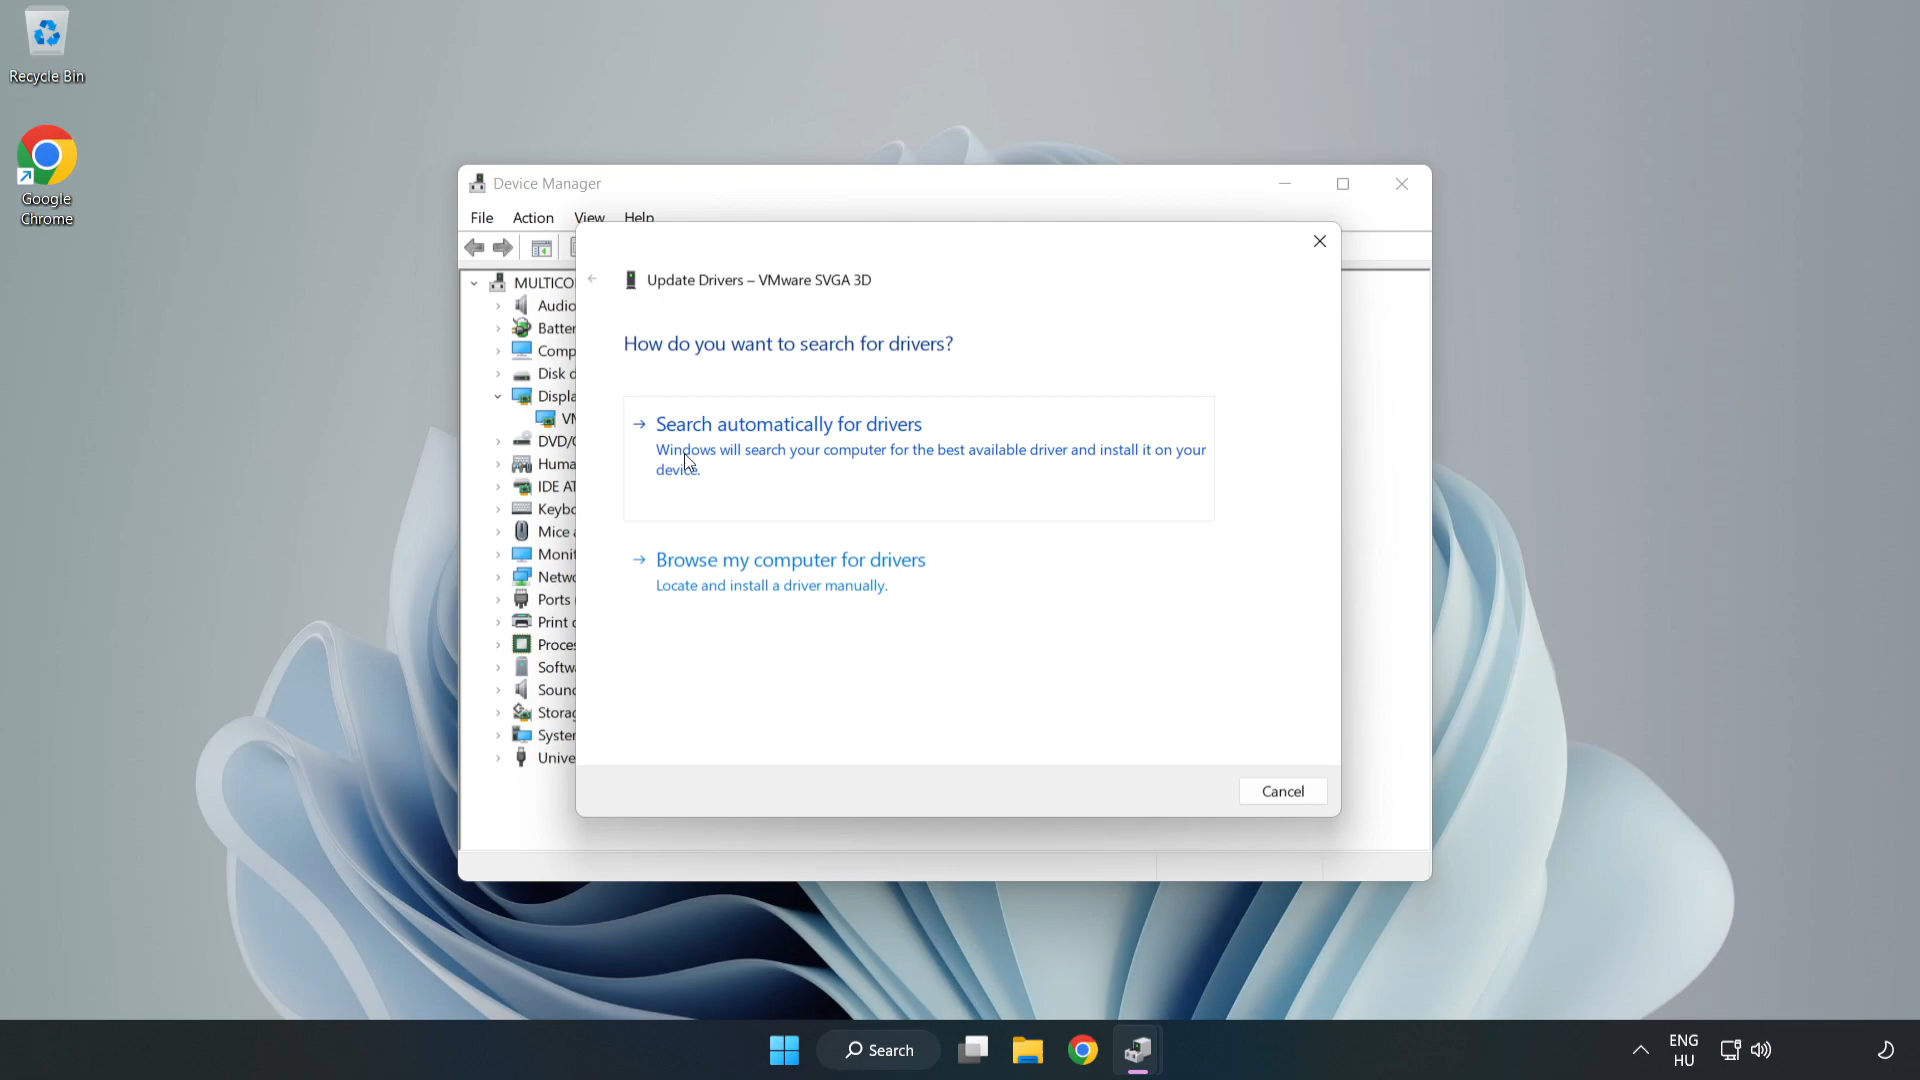 Recycle Bin
Google
Chrome
Device Manager
File Action View Help
Update Drivers – VMware SVGA 3D
How do you want to search for drivers?
Search automatically for drivers
Windows will search your computer for the best available driver and install it on your
device.
Browse my computer for drivers
Locate and install a driver manually.
Cancel
MULTICO
Audio
Batter
Comp
Disk d
Displa
VM
DVD/C
Huma
IDE AT
Keybo
Mice a
Monit
Netwo
Ports (
Print q
Proces
Softwa
Sound
Storag
System
Unive
Search
ENG
HU